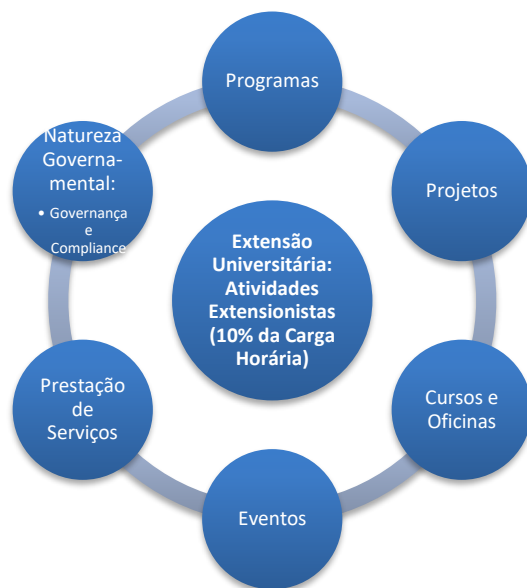 Programas
Projetos
Cursos e
Oficinas
Eventos
Prestação
de
Serviços
Natureza
Governa-
mental:
• Governança
e
Compliance
Extensão
Universitária:
Atividades
Extensionistas
(10% da Carga
Horária)